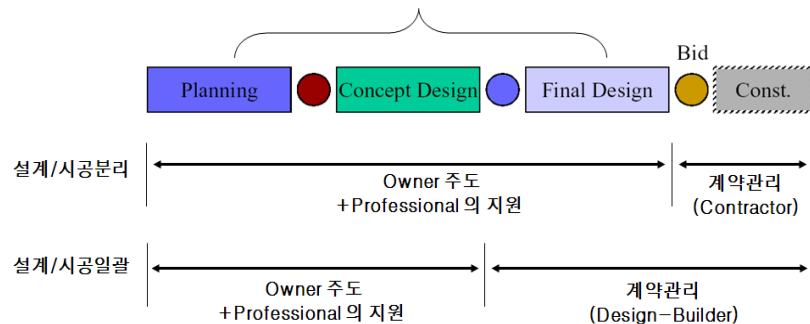 Bid
Planning
Concept Design
Final Design
Const.
설계/시공분리
Owner 주도
+Professional 의 지원
계약관리
(Contractor)
설계/시공일괄
Owner 주도
+Professional 의 지원
계약관리
(Design-Builder)